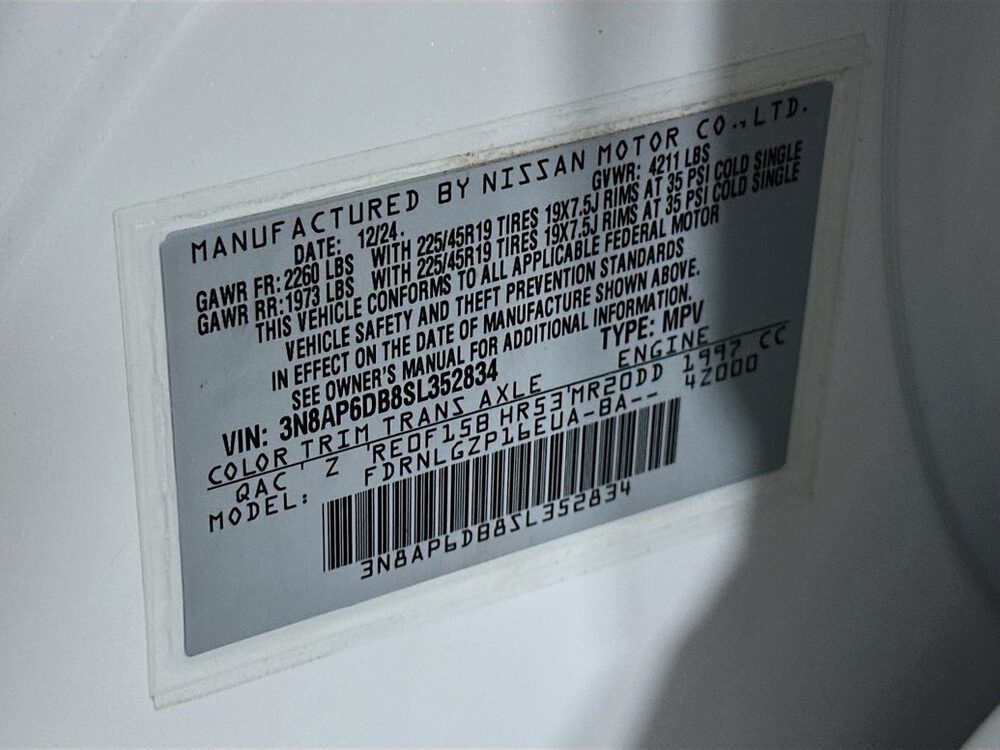 MANUFACTURED BY NISSAN MOTOR CO., LTD.
DATE: 12/24. GVWR: 4211 LBS
GAWR FR: 2260 LBS WITH 225/45R19 TIRES 19X7.5J RIMS AT 35 PSI COLD SINGLE
GAWR RR: 1973 LBS WITH 225/45R19 TIRES 19X7.5J RIMS AT 35 PSI COLD SINGLE
THIS VEHICLE CONFORMS TO ALL APPLICABLE FEDERAL MOTOR
VEHICLE SAFETY AND THEFT PREVENTION STANDARDS
IN EFFECT ON THE DATE OF MANUFACTURE SHOWN ABOVE.
SEE OWNER'S MANUAL FOR ADDITIONAL INFORMATION.
VIN: 3N8AP6DB8SL352834 TYPE: MPV
COLOR TRIM TRANS AXLE ENGINE
QAC Z RE0F15B HR53 MR20DD 1997 CC
MODEL: FDRNLGZP16EUA-BA-- 4Z000
3N8AP6DB8SL352834